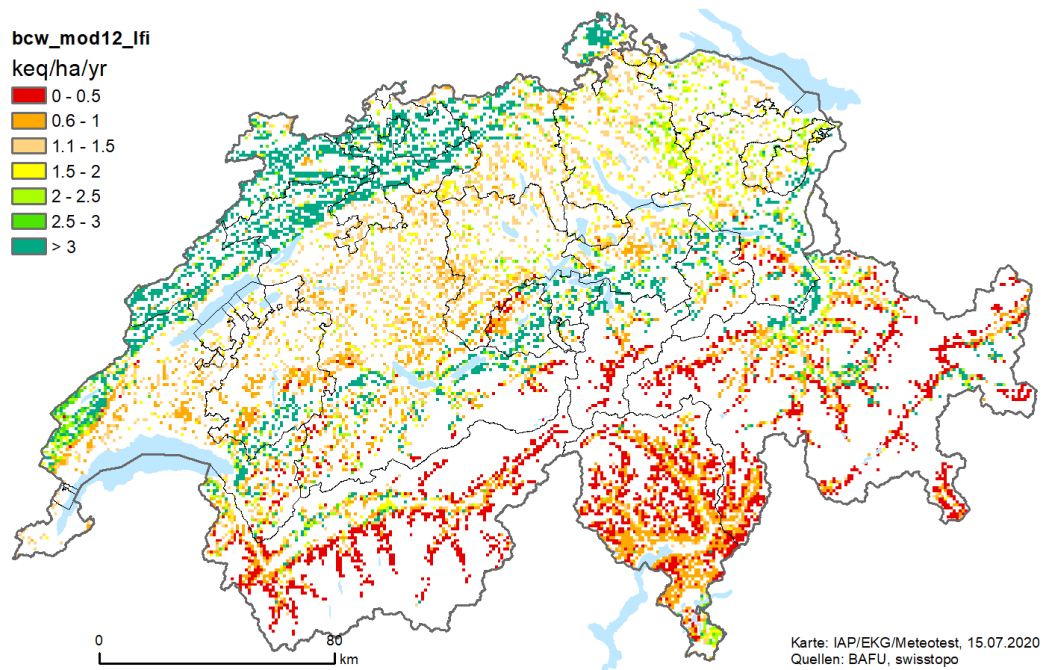 bcw_mod12_lfi
keq/ha/yr
0 - 0.5
0.6 - 1
1.1 - 1.5
1.5 - 2
2 - 2.5
2.5 - 3
> 3
0 80
km
Karte: IAP/EKG/Meteotest, 15.07.2020
Quellen: BAFU, swisstopo